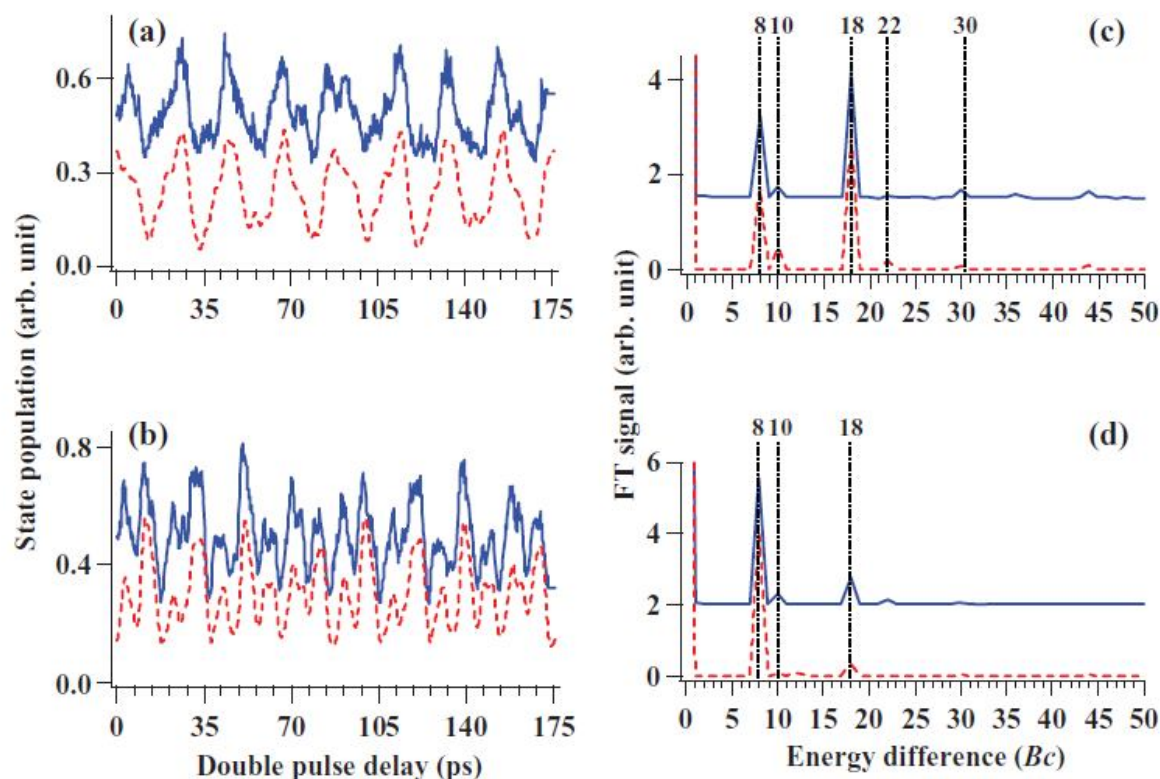 (a)
0.6
0.3
0.0
0 35 70 105 140 175
(b)
0.8
0.4
0.0
0 35 70 105 140 175
State population (arb. unit)
Double pulse delay (ps)
8 10 18 22 30
(c)
4
2
0
0 5 10 15 20 25 30 35 40 45 50
8 10 18
(d)
6
4
2
0
0 5 10 15 20 25 30 35 40 45 50
FT signal (arb. unit)
Energy difference (Bc)